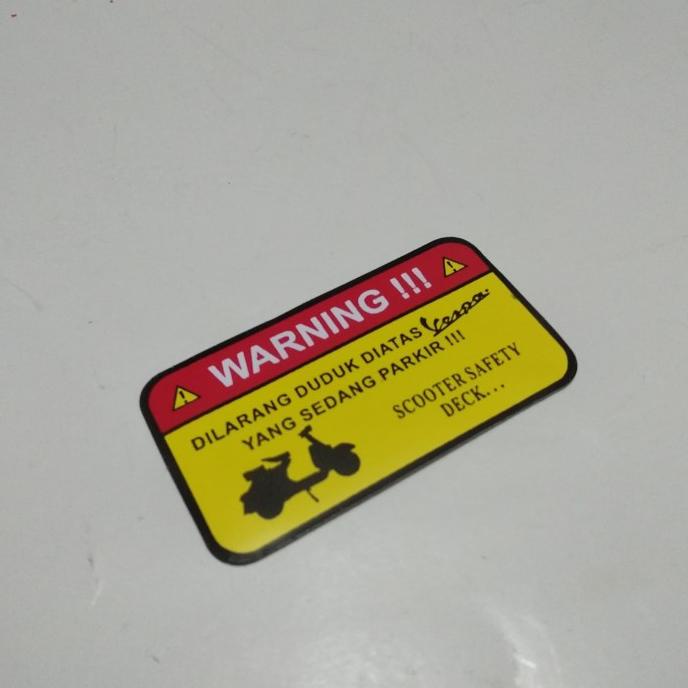 WARNING !!!
DILARANG DUDUK DIATAS Vespa
YANG SEDANG PARKIR !!!
SCOOTER SAFETY
DECK...